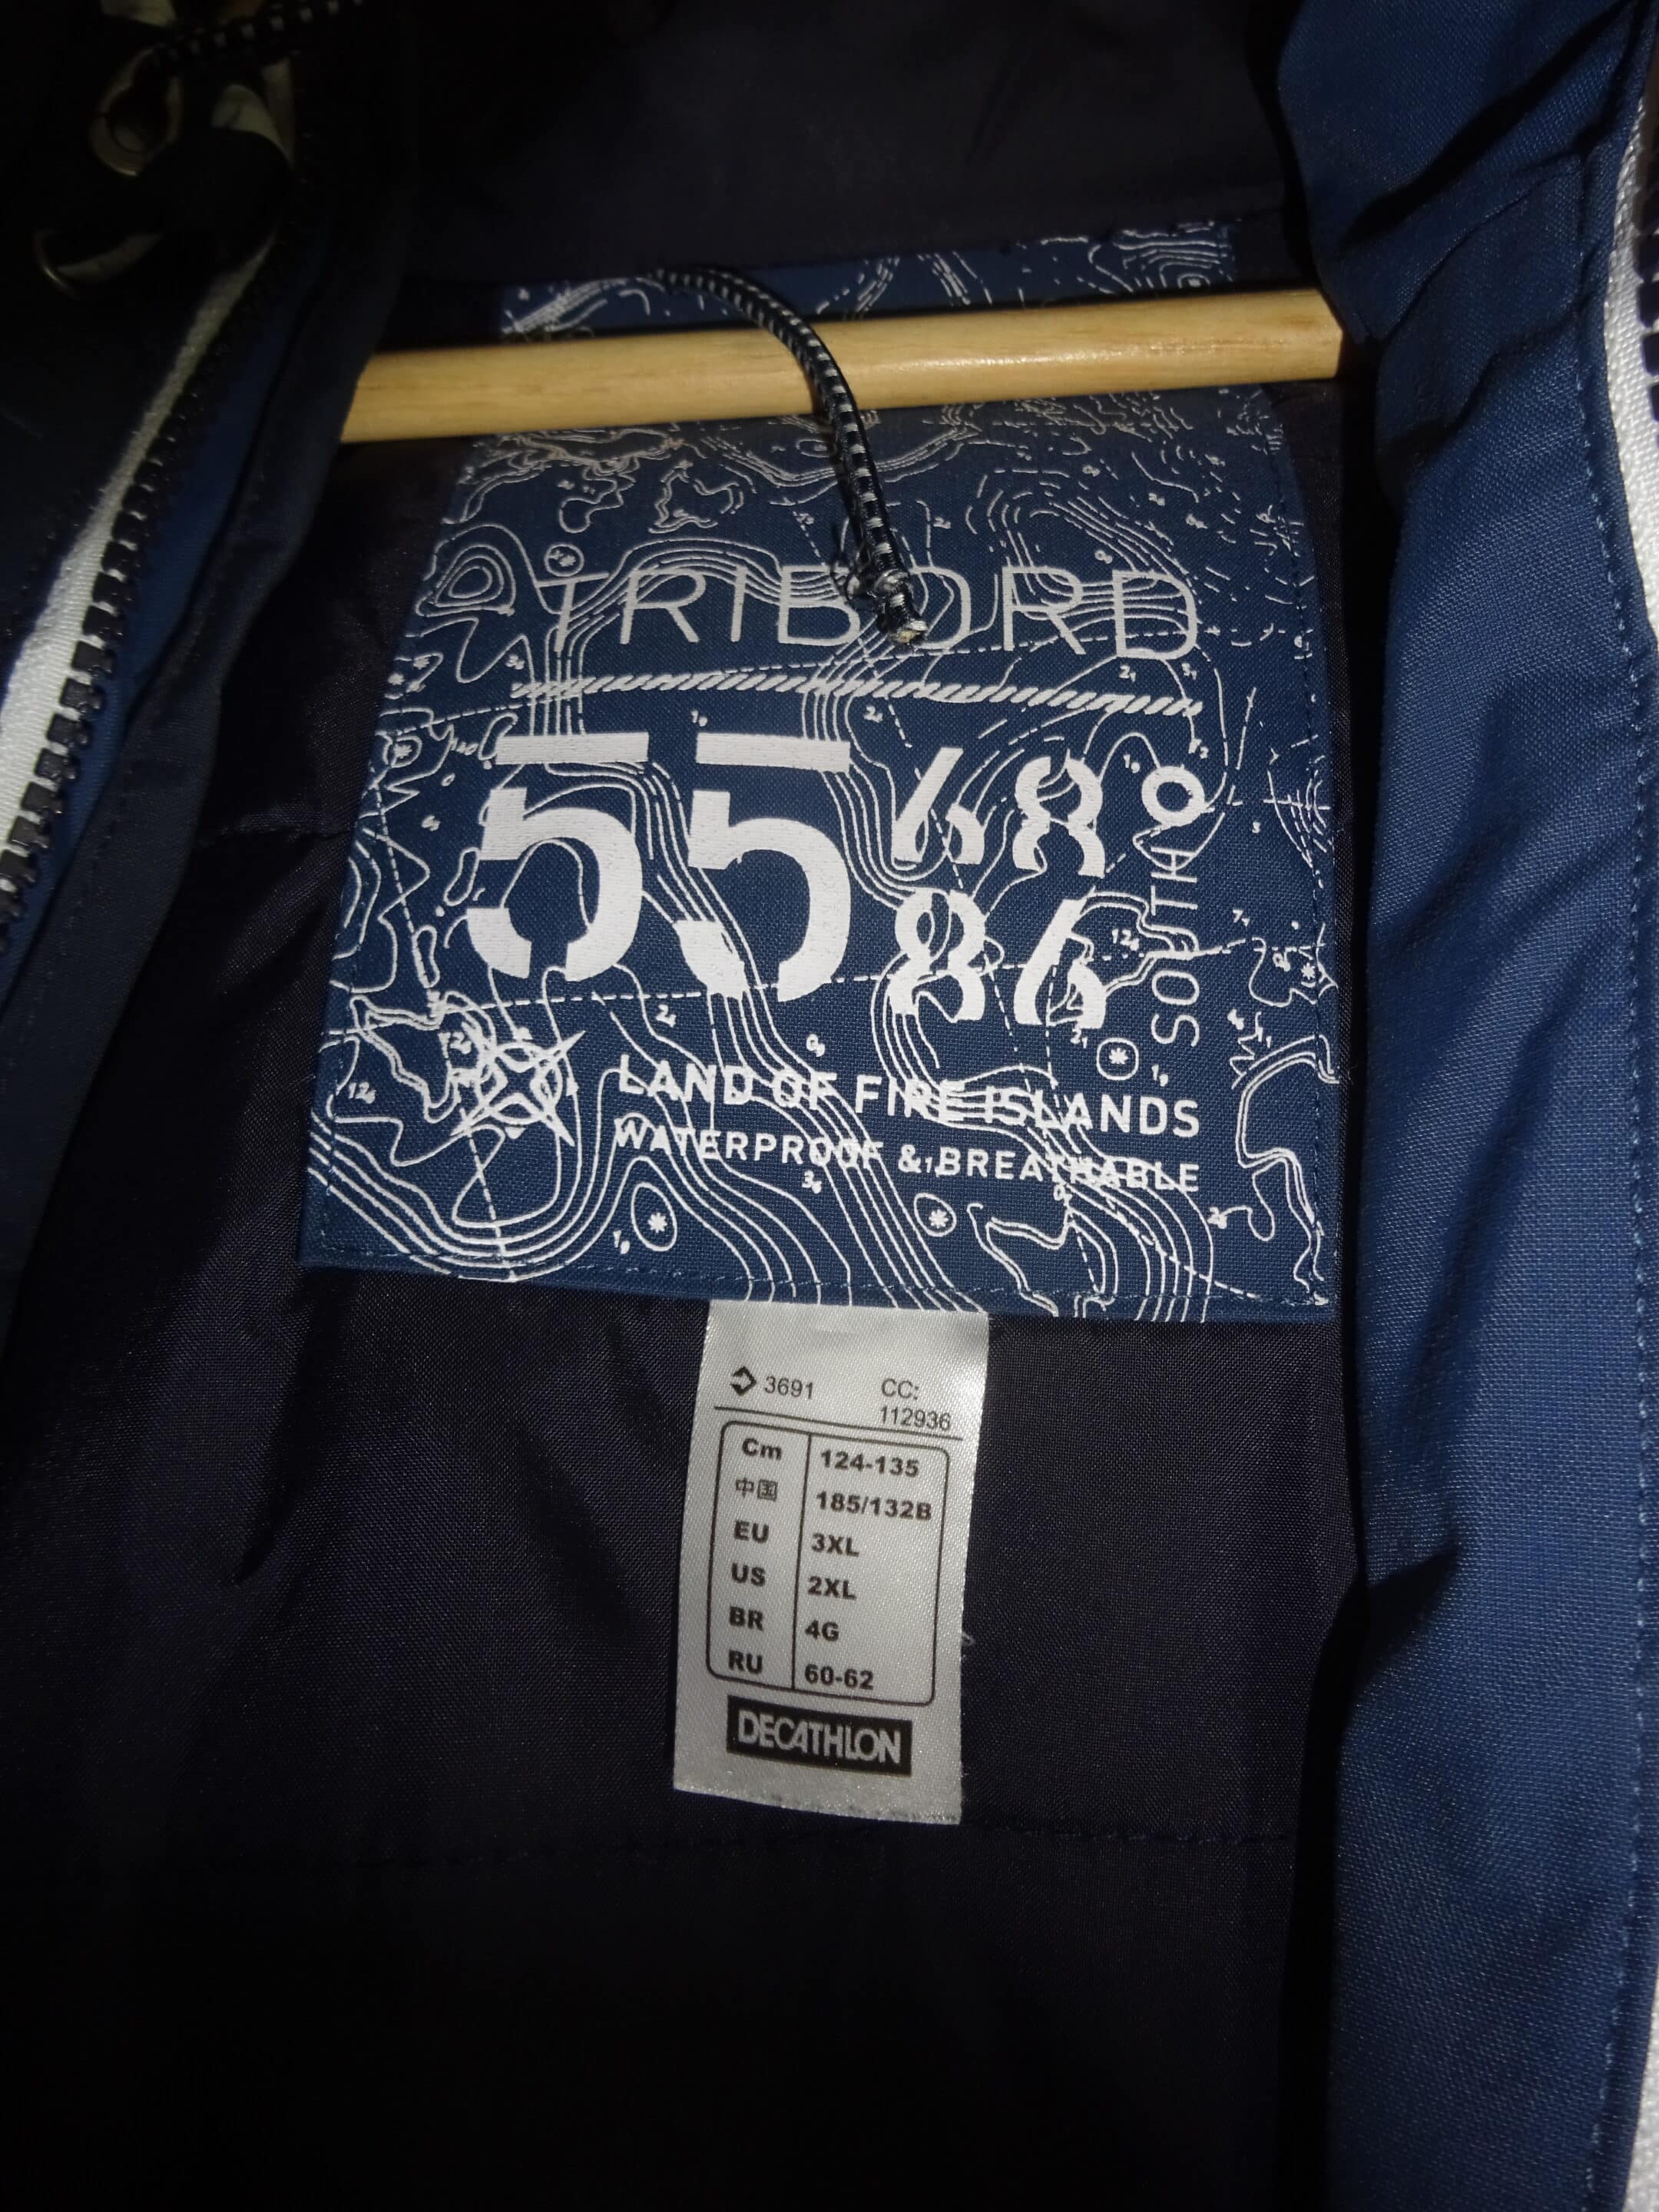 TRIBORD
55 68°
86
SOUTH
LAND OF FIRE ISLANDS
WATERPROOF & BREATHABLE
3691 CC:
112936
Cm 124-135
中国 185/132B
EU 3XL
US 2XL
BR 4G
RU 60-62
DECATHLON